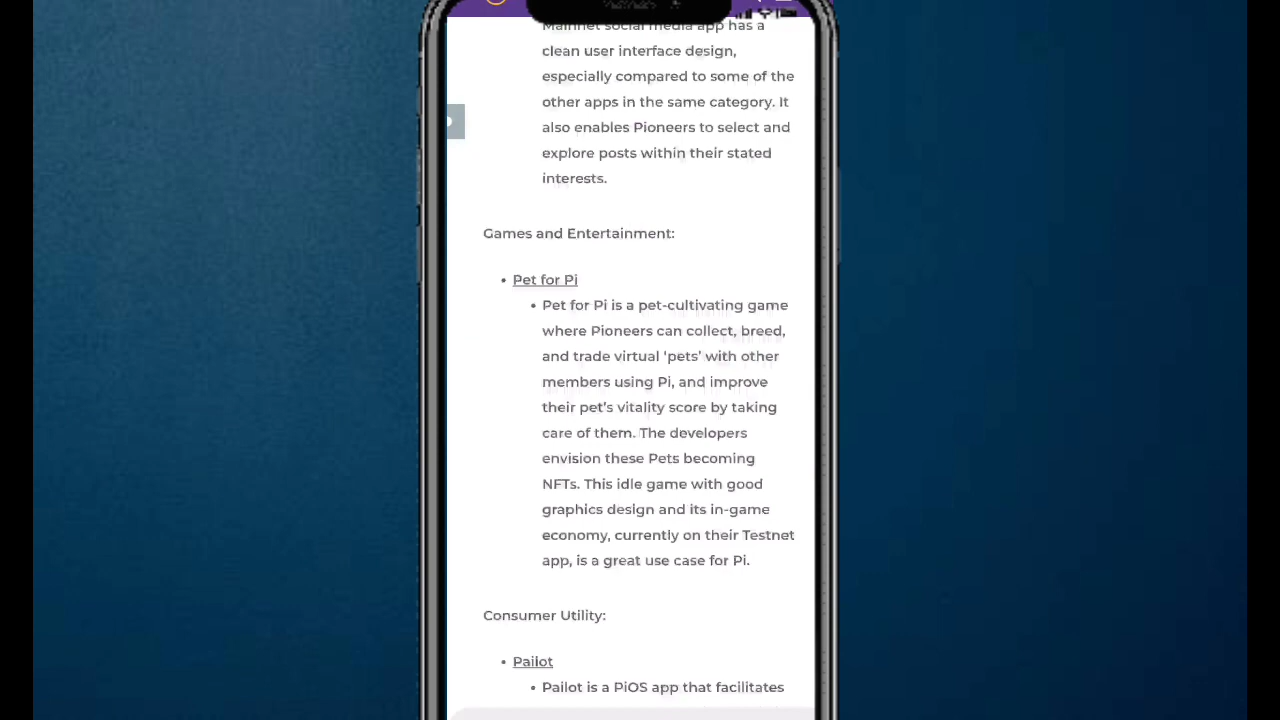 Mainnet social media app has a
clean user interface design,
especially compared to some of the
other apps in the same category. It
also enables Pioneers to select and
explore posts within their stated
interests.
Games and Entertainment:
• Pet for Pi
• Pet for Pi is a pet-cultivating game
where Pioneers can collect, breed,
and trade virtual ‘pets’ with other
members using Pi, and improve
their pet’s vitality score by taking
care of them. The developers
envision these Pets becoming
NFTs. This idle game with good
graphics design and its in-game
economy, currently on their Testnet
app, is a great use case for Pi.
Consumer Utility:
• Pailot
• Pailot is a PiOS app that facilitates